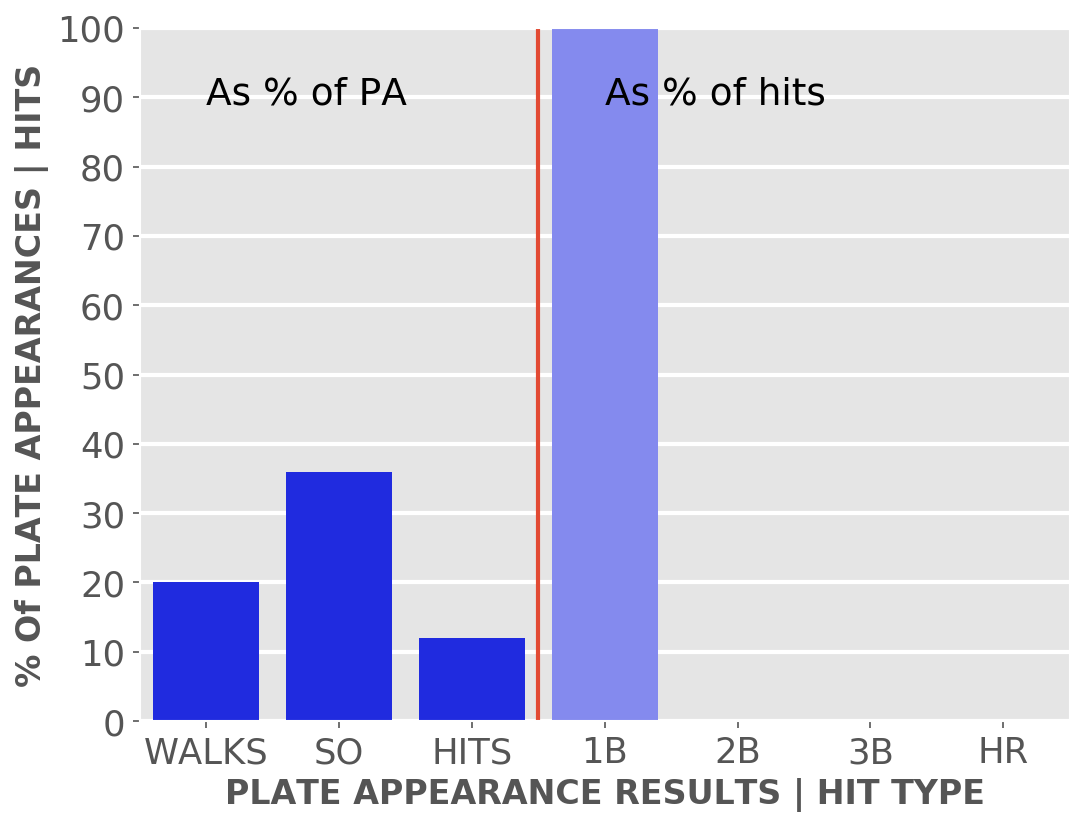 100
90
80
70
60
50
40
30
20
10
0
% Of PLATE APPEARANCES | HITS
As % of PA
As % of hits
WALKS SO HITS 1B 2B 3B HR
PLATE APPEARANCE RESULTS | HIT TYPE